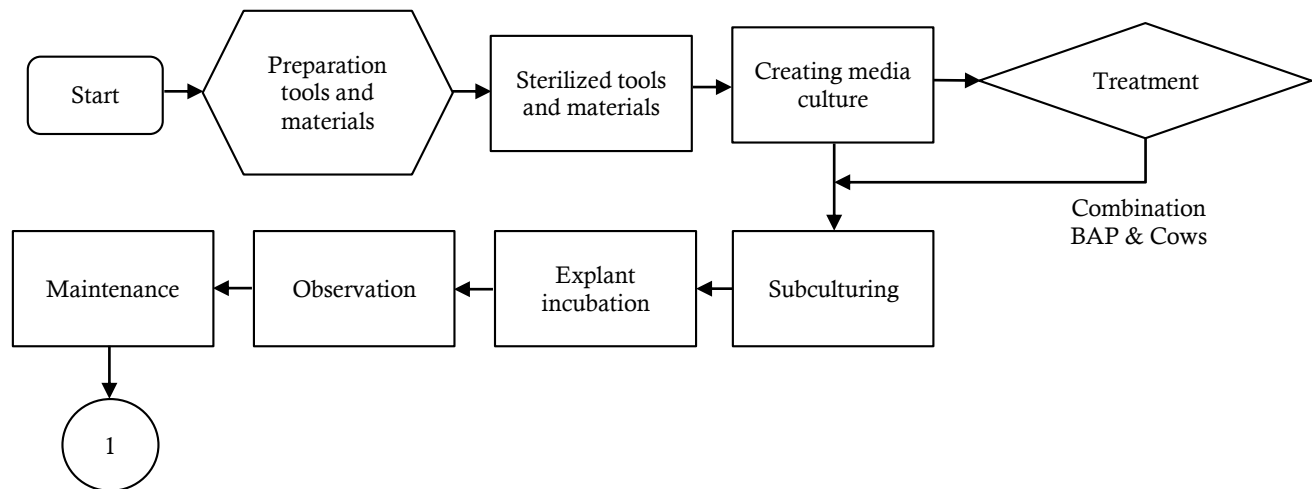 Start
Preparation
tools and
materials
Sterilized tools
and materials
Creating media
culture
Treatment
Combination
BAP & Cows
Maintenance
Observation
Explant
incubation
Subculturing
1